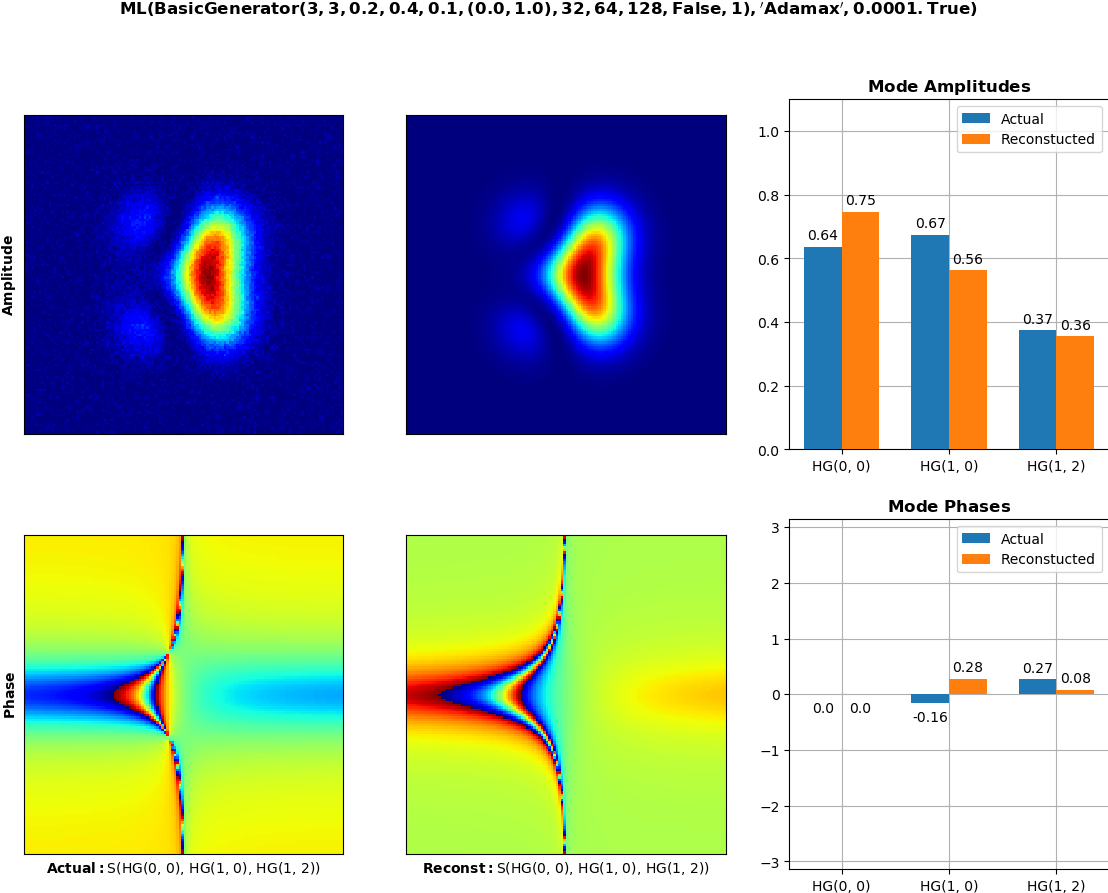 ML(BasicGenerator(3, 3, 0.2, 0.4, 0.1, (0.0, 1.0), 32, 64, 128, False, 1), ′Adamax′, 0.0001. True)
Amplitude
Mode Amplitudes
Actual
Reconstucted
1.0
0.8
0.6
0.4
0.2
0.0
0.64
0.75
0.67
0.56
0.37
0.36
HG(0, 0)
HG(1, 0)
HG(1, 2)
Phase
Actual: S(HG(0, 0), HG(1, 0), HG(1, 2))
Reconst: S(HG(0, 0), HG(1, 0), HG(1, 2))
Mode Phases
Actual
Reconstucted
3
2
1
0
−1
−2
−3
0.0
0.0
-0.16
0.28
0.27
0.08
HG(0, 0)
HG(1, 0)
HG(1, 2)